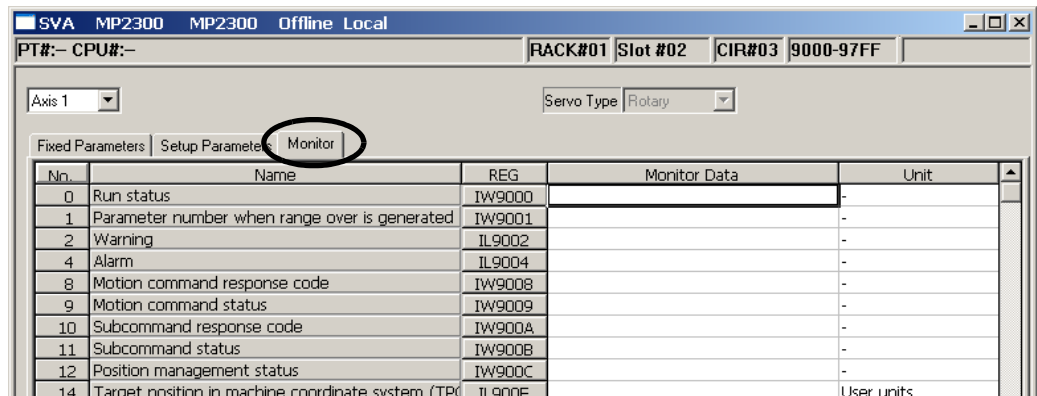 SVA MP2300 MP2300 Offline Local
PT#:– CPU#:– RACK#01 Slot #02 CIR#03 9000-97FF
Axis 1 Servo Type Rotary
Fixed Parameters Setup Parameters Monitor
No. Name REG Monitor Data Unit
0 Run status IW9000 -
1 Parameter number when range over is generated IW9001 -
2 Warning IL9002 -
4 Alarm IL9004 -
8 Motion command response code IW9008 -
9 Motion command status IW9009 -
10 Subcommand response code IW900A -
11 Subcommand status IW900B -
12 Position management status IW900C -
14 Target position in machine coordinate system (TPO IL900E User units